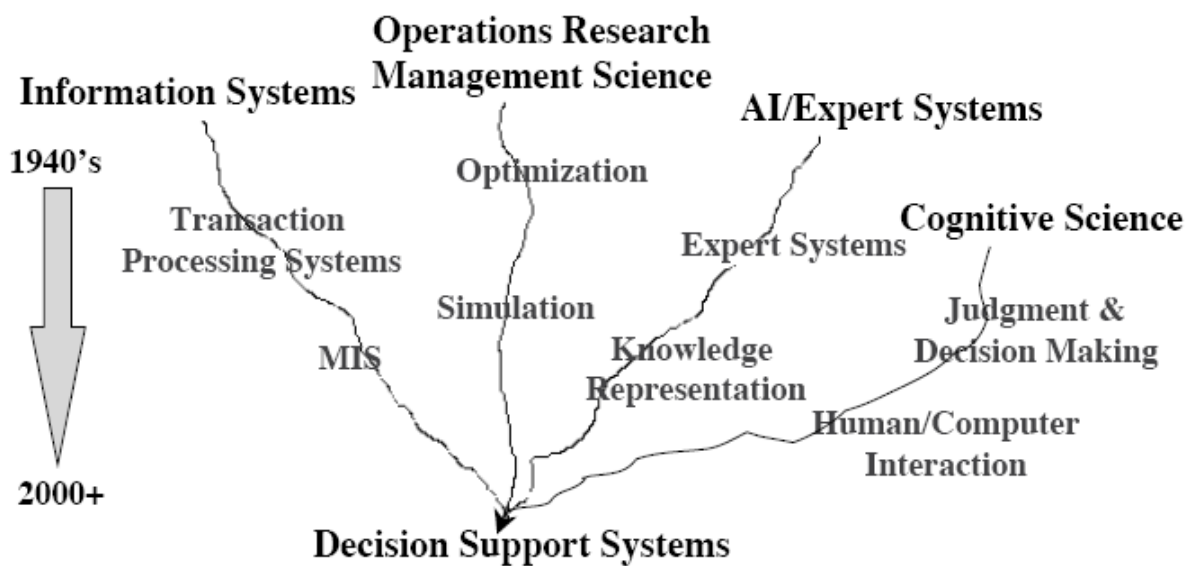 Operations Research
Management Science
Information Systems
AI/Expert Systems
1940's
Optimization
Transaction
Processing Systems
Cognitive Science
Expert Systems
Simulation
Judgment &
Decision Making
MIS
Knowledge
Representation
Human/Computer
Interaction
2000+
Decision Support Systems